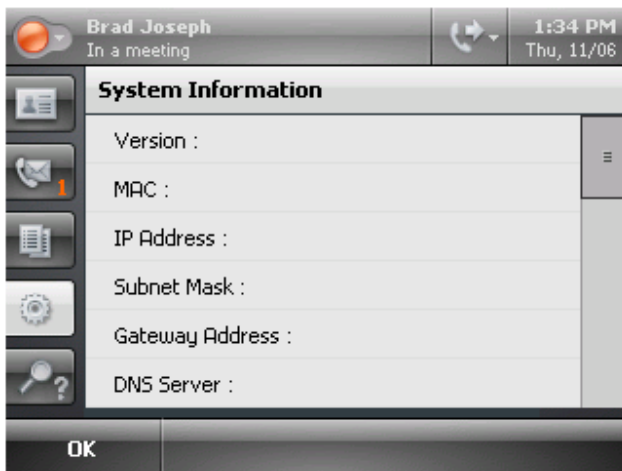 Brad Joseph
In a meeting
1:34 PM
Thu, 11/06
System Information
Version :
MAC :
1
IP Address :
Subnet Mask :
Gateway Address :
DNS Server :
?
OK